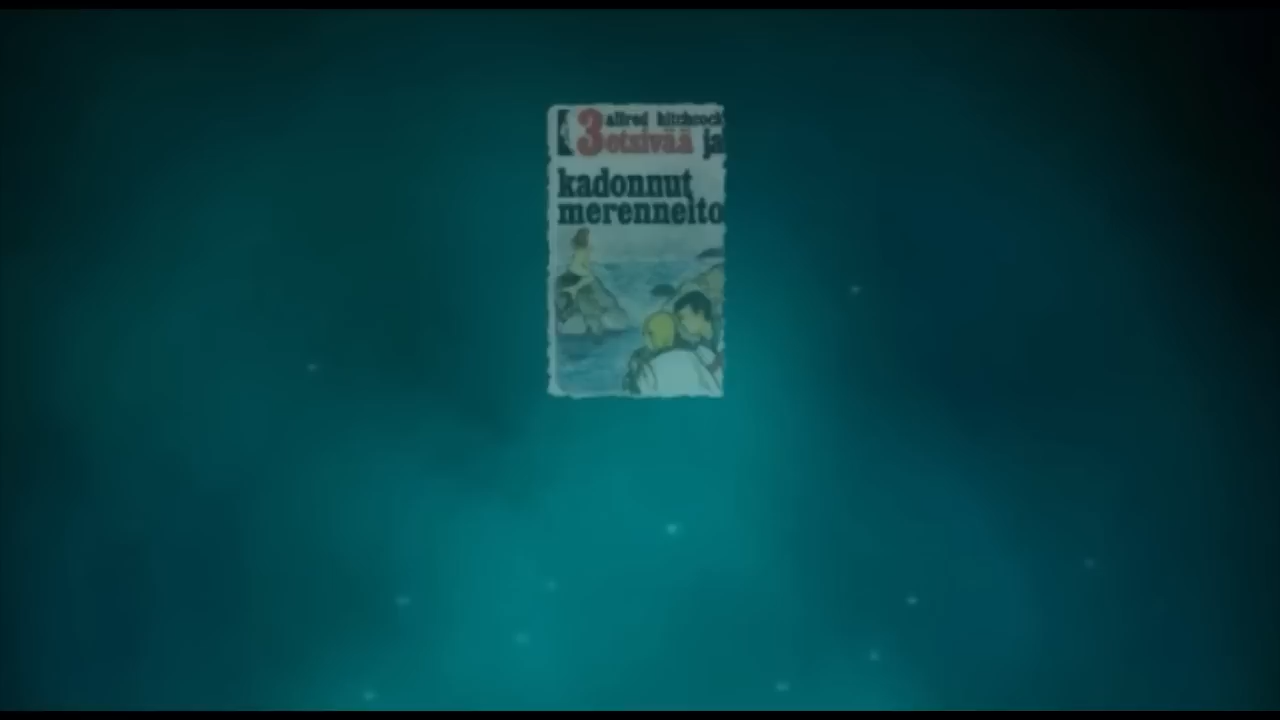 alfred hitchcock
3 etsivää ja
kadonnut
merenneito